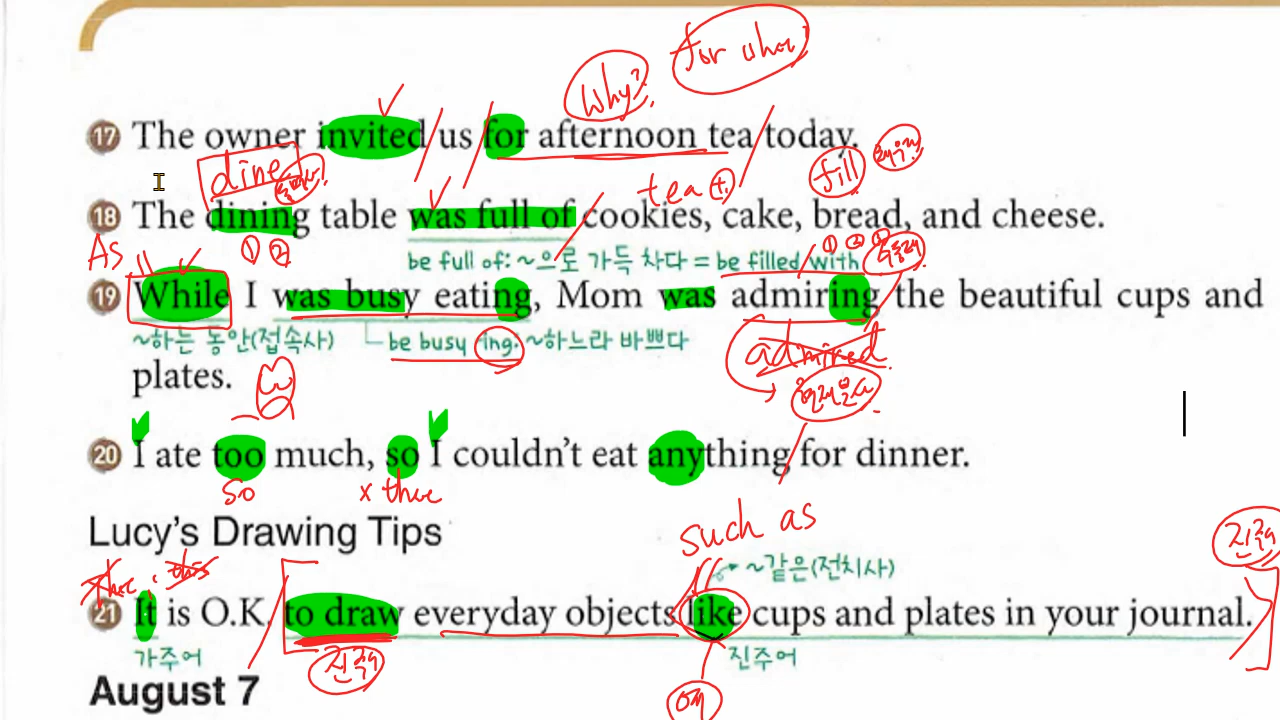 Why?
for
⑰ The owner invited us for afternoon tea today.
dine
tea
fill
⑱ The dining table was full of cookies, cake, bread, and cheese.
As ① ②
be full of: ~으로 가득 차다 = be filled with
⑲ While I was busy eating, Mom was admiring the beautiful cups and
~하는 동안(접속사) be busy ing: ~하느라 바쁘다
admired
plates.
⑳ I ate too much, so I couldn't eat anything for dinner.
so
such as
Lucy's Drawing Tips
진주어
~같은(전치사)
this
㉑ It is O.K. to draw everyday objects like cups and plates in your journal.
가주어 진주어 진주어
August 7